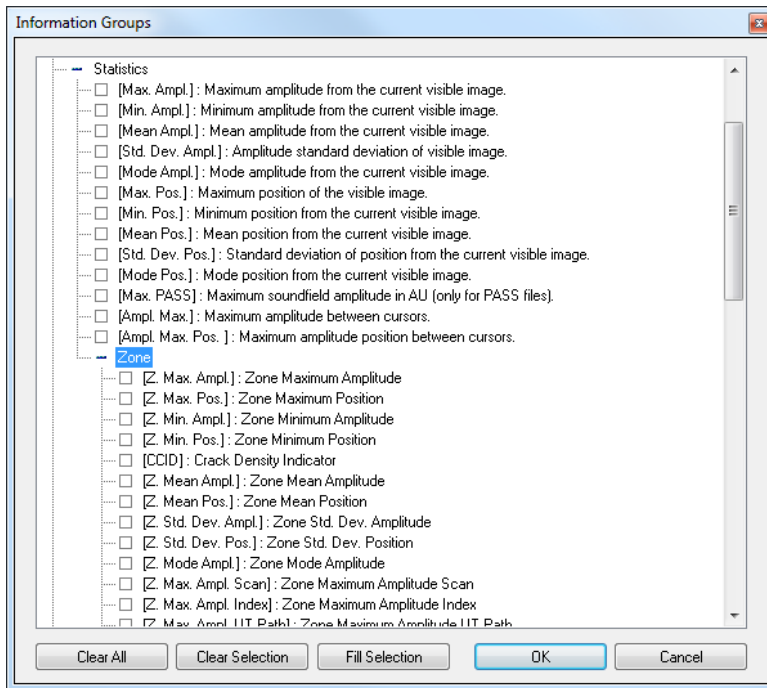 Information Groups
Statistics
[Max. Ampl.] : Maximum amplitude from the current visible image.
[Min. Ampl.] : Minimum amplitude from the current visible image.
[Mean Ampl.] : Mean amplitude from the current visible image.
[Std. Dev. Ampl.] : Amplitude standard deviation of visible image.
[Mode Ampl.] : Mode amplitude from the current visible image.
[Max. Pos.] : Maximum position of the visible image.
[Min. Pos.] : Minimum position from the current visible image.
[Mean Pos.] : Mean position from the current visible image.
[Std. Dev. Pos.] : Standard deviation of position from the current visible image.
[Mode Pos.] : Mode position from the current visible image.
[Max. PASS] : Maximum soundfield amplitude in AU (only for PASS files).
[Ampl. Max.] : Maximum amplitude between cursors.
[Ampl. Max. Pos. ] : Maximum amplitude position between cursors.
Zone
[Z. Max. Ampl.] : Zone Maximum Amplitude
[Z. Max. Pos.] : Zone Maximum Position
[Z. Min. Ampl.] : Zone Minimum Amplitude
[Z. Min. Pos.] : Zone Minimum Position
[CCID] : Crack Density Indicator
[Z. Mean Ampl.] : Zone Mean Amplitude
[Z. Mean Pos.] : Zone Mean Position
[Z. Std. Dev. Ampl.] : Zone Std. Dev. Amplitude
[Z. Std. Dev. Pos.] : Zone Std. Dev. Position
[Z. Mode Ampl.] : Zone Mode Amplitude
[Z. Max. Ampl. Scan] : Zone Maximum Amplitude Scan
[Z. Max. Ampl. Index] : Zone Maximum Amplitude Index
[Z. Max. Ampl. UT Path] : Zone Maximum Amplitude UT Path
Clear All
Clear Selection
Fill Selection
OK
Cancel